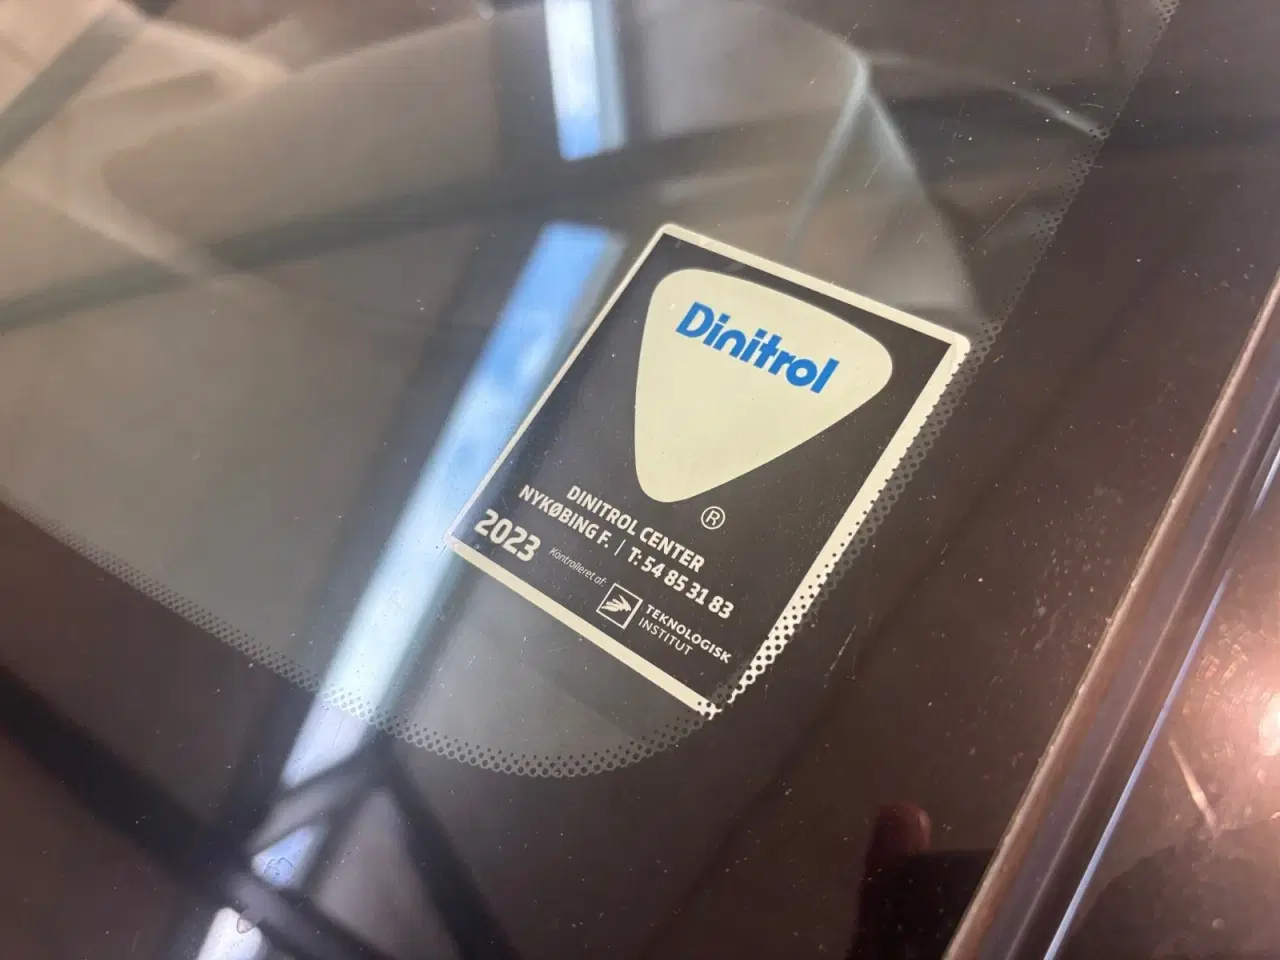 Dinitrol
®
DINITROL CENTER
NYKØBING F. | T: 54 85 31 83
2023
Kontrolleret af:
TEKNOLOGISK
INSTITUT